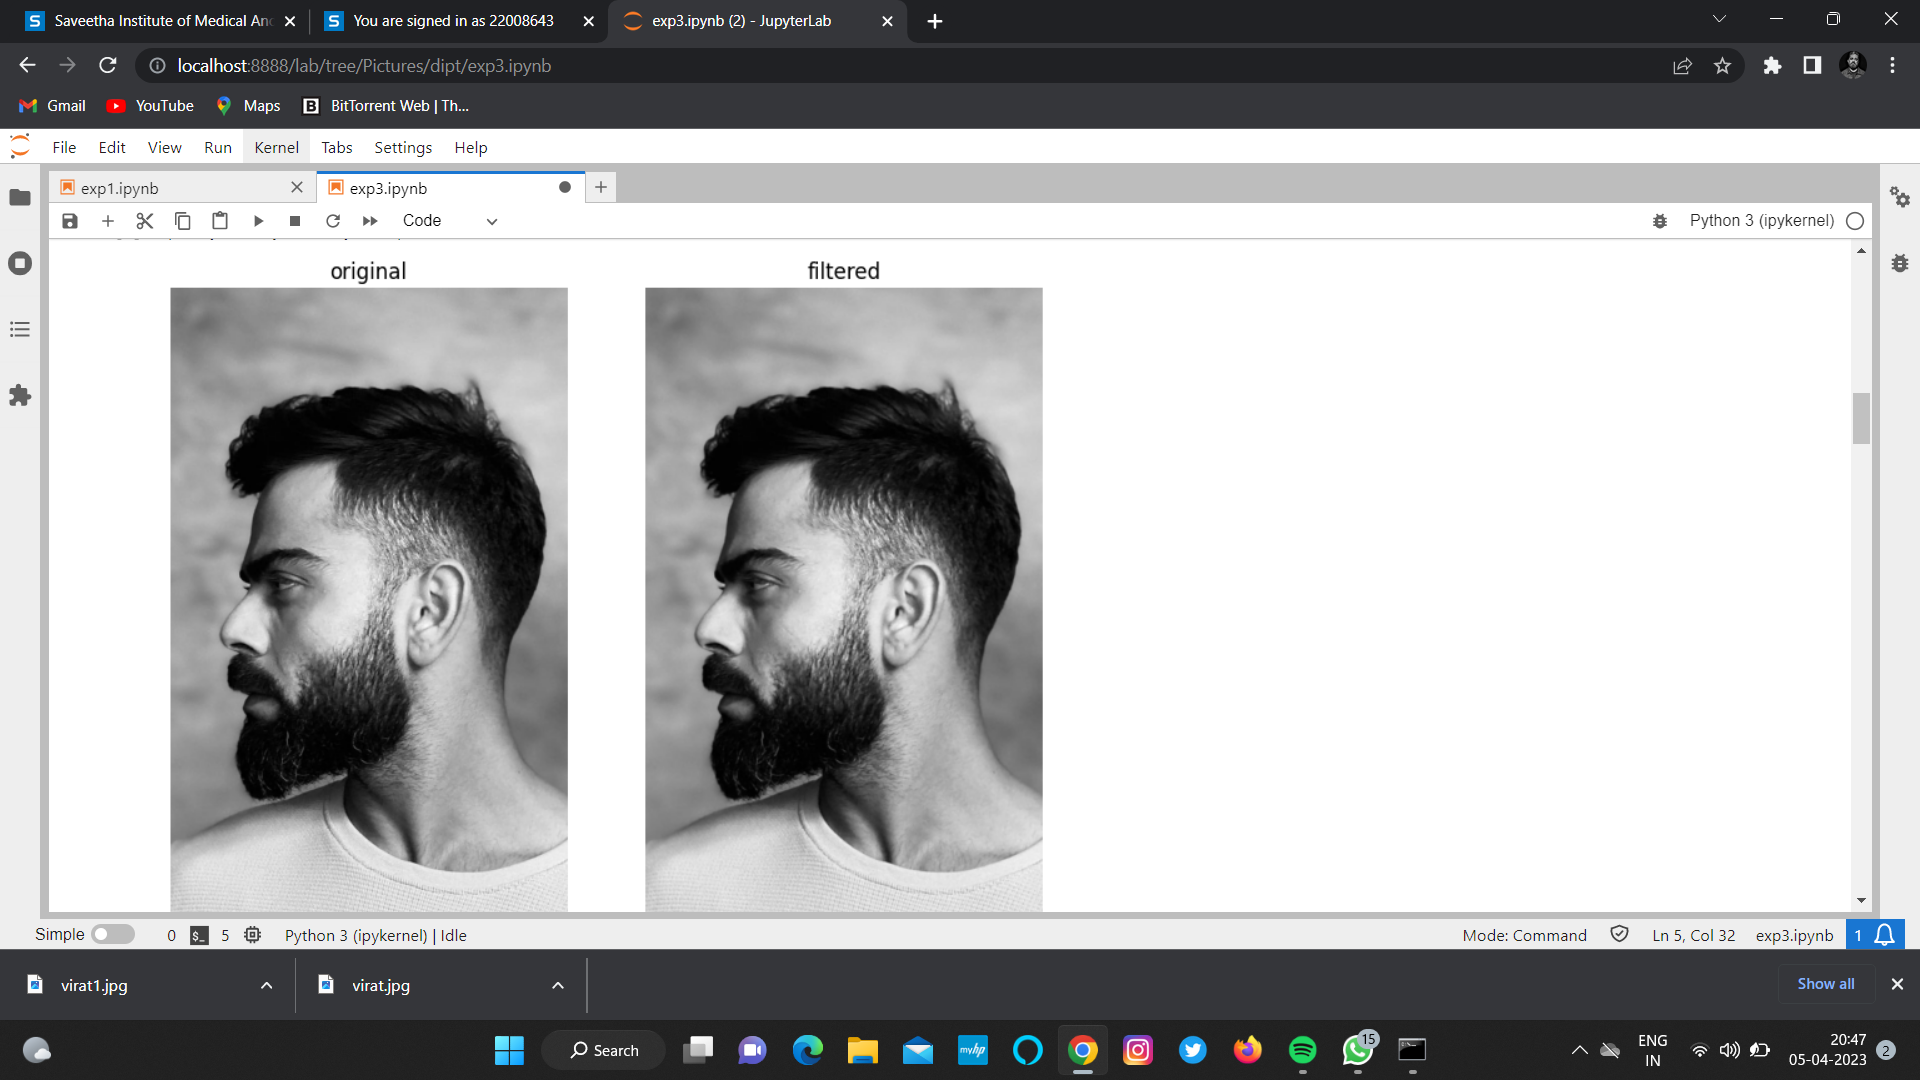 Saveetha Institute of Medical An
You are signed in as 22008643
exp3.ipynb (2) - JupyterLab
localhost:8888/lab/tree/Pictures/dipt/exp3.ipynb
Gmail
YouTube
Maps
BitTorrent Web | Th...
File Edit View Run Kernel Tabs Settings Help
exp1.ipynb
exp3.ipynb
Code
Python 3 (ipykernel)
original
filtered
Simple
0
$_
5
Python 3 (ipykernel) | Idle
Mode: Command
Ln 5, Col 32
exp3.ipynb
1
virat1.jpg
virat.jpg
Show all
Search
myhp
15
ENG
IN
20:47
05-04-2023
2